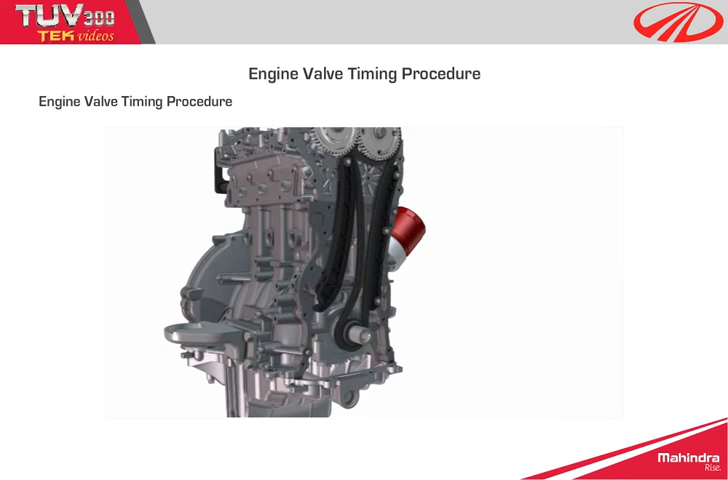 TUV300
TEK videos
Engine Valve Timing Procedure
Engine Valve Timing Procedure
Mahindra
Rise.